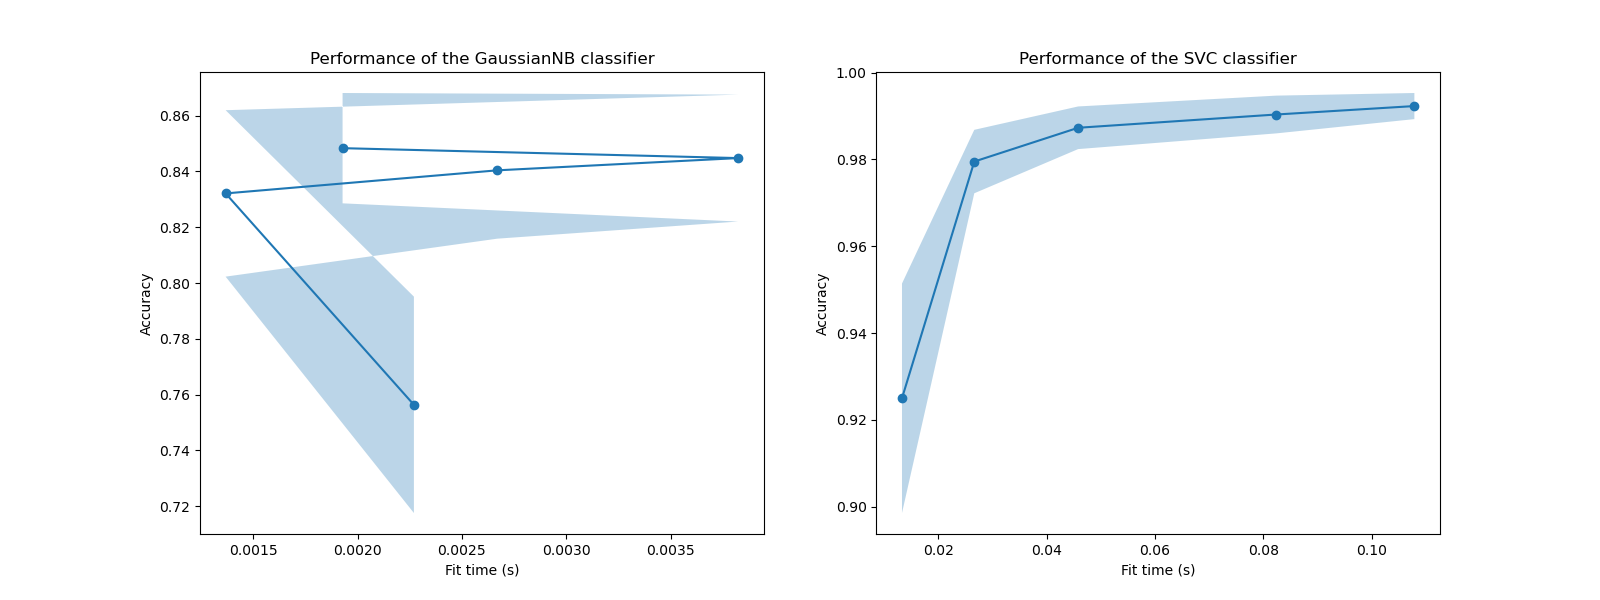 Performance of the GaussianNB classifier
Accuracy
0.86
0.84
0.82
0.80
0.78
0.76
0.74
0.72
0.0015 0.0020 0.0025 0.0030 0.0035
Fit time (s)
Performance of the SVC classifier
Accuracy
1.00
0.98
0.96
0.94
0.92
0.90
0.02 0.04 0.06 0.08 0.10
Fit time (s)